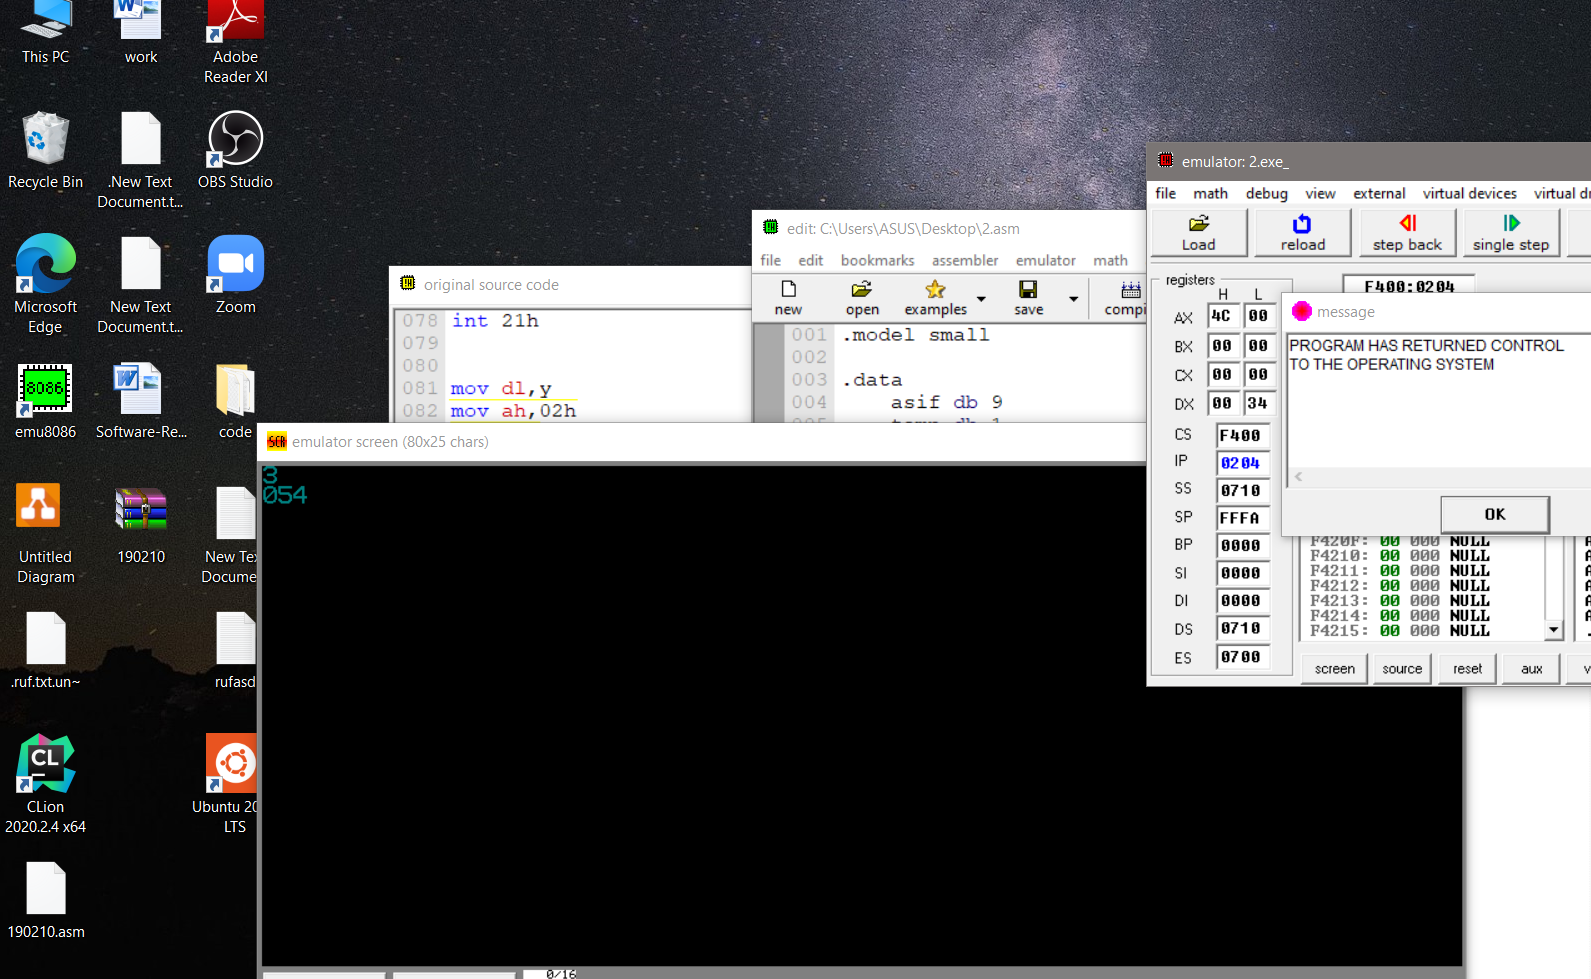 This PC
work
Adobe
Reader XI
Recycle Bin
.New Text
Document.t...
OBS Studio
Microsoft
Edge
New Text
Document.t...
Zoom
8086
emu8086
Software-Re...
code
Untitled
Diagram
190210
New Te
Docume
.ruf.txt.un~
rufasd
CL
CLion
2020.2.4 x64
Ubuntu 20
LTS
190210.asm
original source code
078 int 21h
079
080
081 mov dl,y
082 mov ah,02h
edit: C:\Users\ASUS\Desktop\2.asm
file edit bookmarks assembler emulator math
new open examples save compi
001 .model small
002
003 .data
004 asif db 9
emulator screen (80x25 chars)
3
054
0/16
emulator: 2.exe_
file math debug view external virtual devices virtual dr
Load reload step back single step
registers
F400:0204
H L
AX 4C 00
BX 00 00
CX 00 00
DX 00 34
CS F400
IP 0204
SS 0710
SP FFFA
BP 0000
SI 0000
DI 0000
DS 0710
ES 0700
message
PROGRAM HAS RETURNED CONTROL
TO THE OPERATING SYSTEM
OK
F420F: 00 000 NULL
F4210: 00 000 NULL
F4211: 00 000 NULL
F4212: 00 000 NULL
F4213: 00 000 NULL
F4214: 00 000 NULL
F4215: 00 000 NULL
screen source reset aux